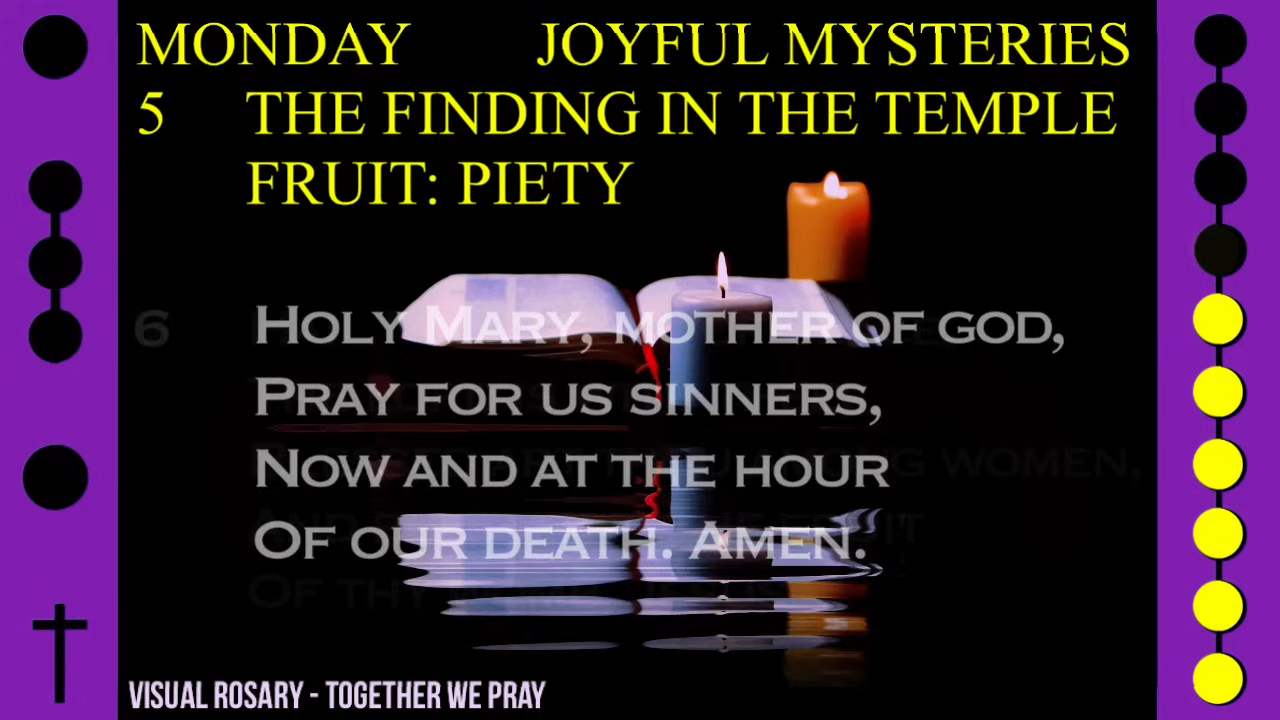 MONDAY JOYFUL MYSTERIES
5 THE FINDING IN THE TEMPLE
FRUIT: PIETY
6 HOLY MARY, MOTHER OF GOD,
PRAY FOR US SINNERS,
NOW AND AT THE HOUR
OF OUR DEATH. AMEN.
VISUAL ROSARY - TOGETHER WE PRAY